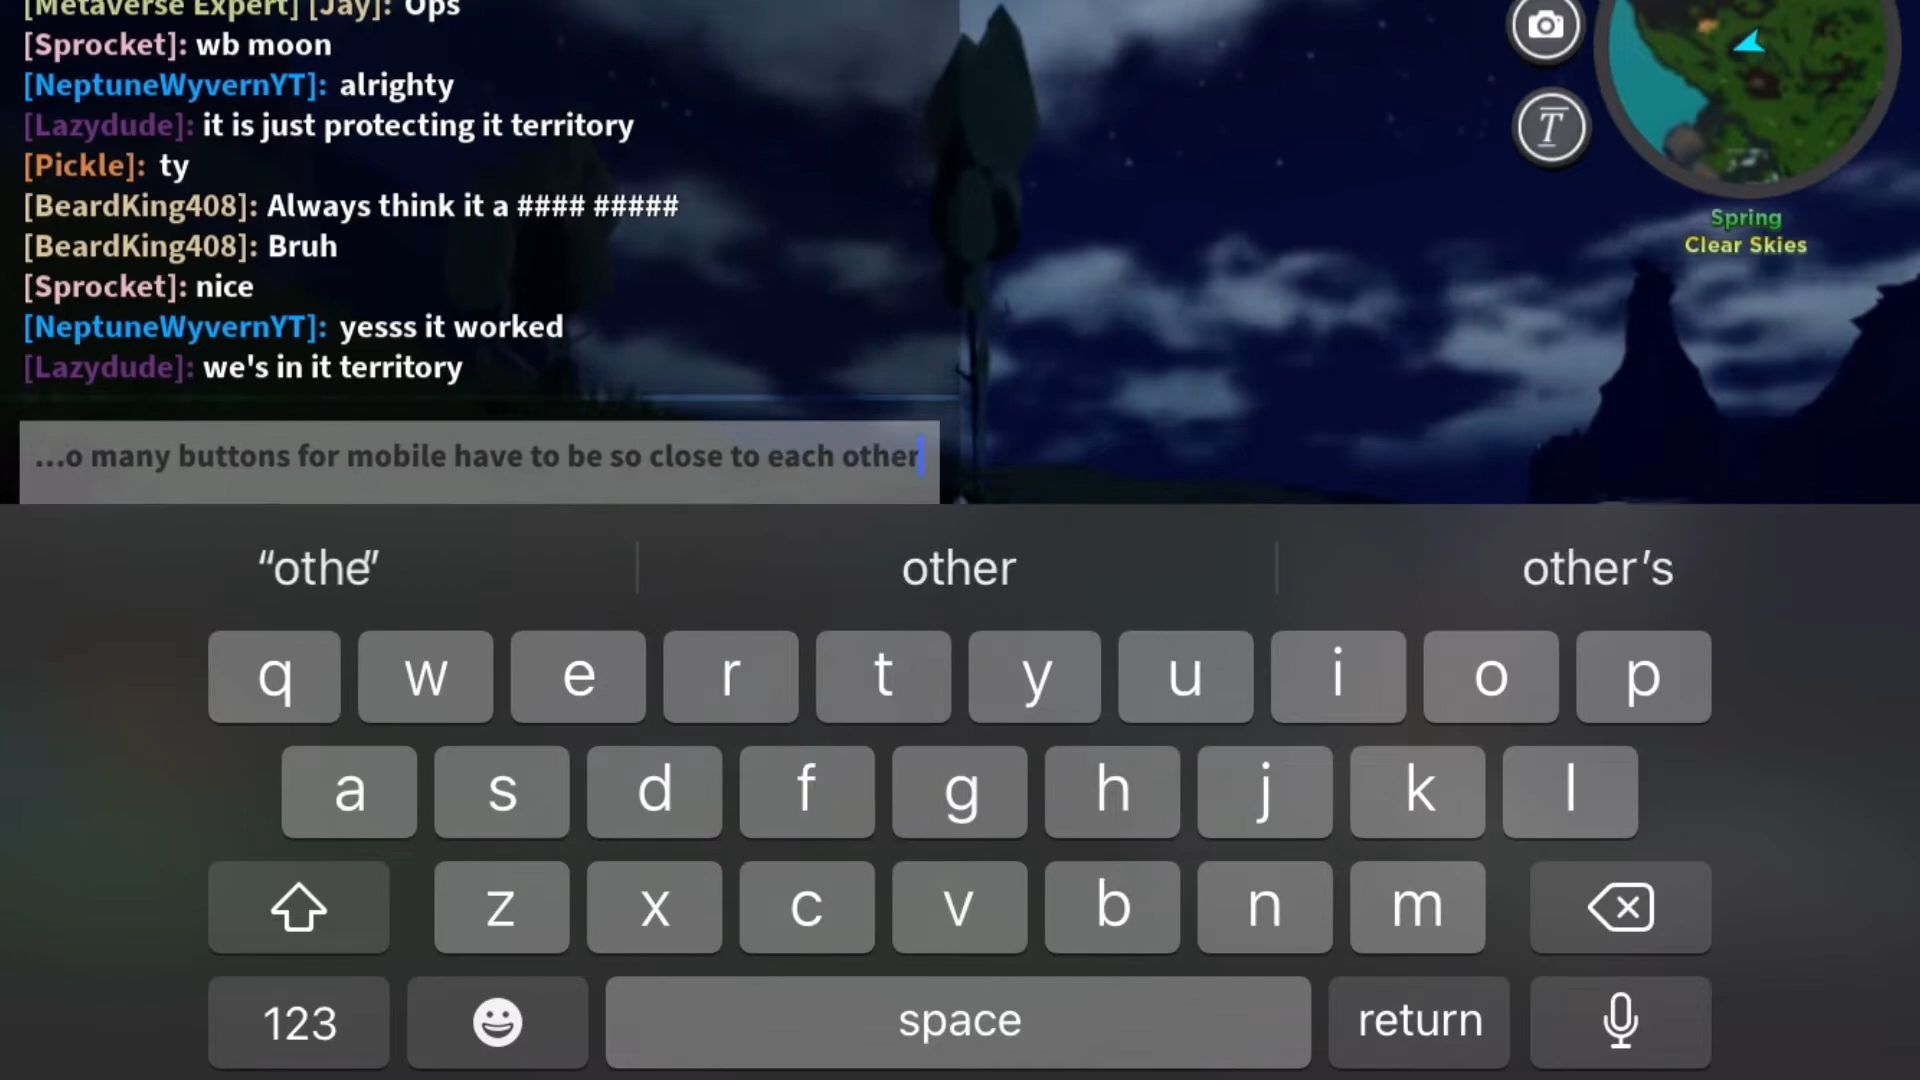 [Metaverse Expert] [Jay]: Ops
[Sprocket]: wb moon
[NeptuneWyvernYT]: alrighty
[Lazydude]: it is just protecting it territory
[Pickle]: ty
[BeardKing408]: Always think it a #### #####
[BeardKing408]: Bruh
[Sprocket]: nice
[NeptuneWyvernYT]: yesss it worked
[Lazydude]: we's in it territory
...o many buttons for mobile have to be so close to each other
T
Spring
Clear Skies
“othe” other other’s
q w e r t y u i o p
a s d f g h j k l
z x c v b n m
123 space return